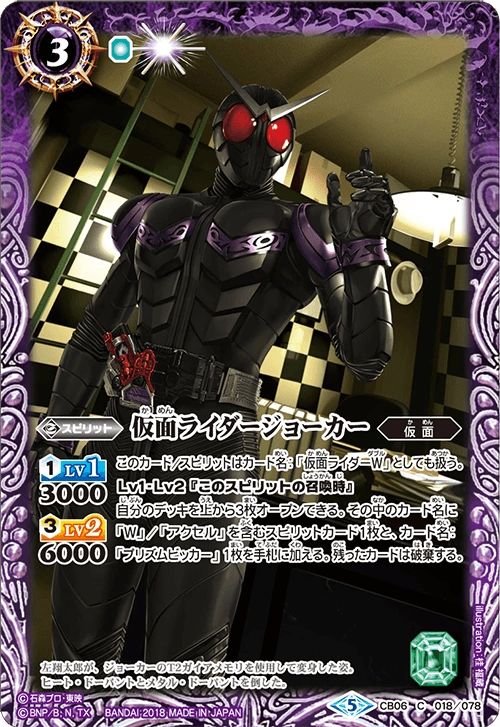 3
スピリット
仮面ライダージョーカー
仮面
1 LV1
3000
3 LV2
6000
このカード/スピリットはカード名:「仮面ライダーW」としても扱う。
Lv1・Lv2『このスピリットの召喚時』
自分のデッキを上から3枚オープンできる。その中のカード名に
「W」/「アクセル」を含むスピリットカード1枚と、カード名:
「プリズムビッカー」1枚を手札に加える。残ったカードは破棄する。
左翔太郎が、ジョーカーのT2ガイアメモリを使用して変身した姿。
ヒート・ドーパントとメタル・ドーパントを倒した。
©石森プロ・東映
©BNP/B, N, TX BANDAI 2018 MADE IN JAPAN
5 CB06 C 018/078